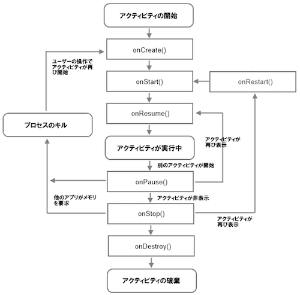 アクティビティの開始
onCreate()
ユーザーの操作で
アクティビティが再
び開始
onStart()
onRestart()
onResume()
プロセスのキル
アクティビティが
再び表示
アクティビティが実行中
別のアクティビティが開始
onPause()
アクティビティが非表示
他のアプリがメモリ
を要求
onStop()
アクティビティが
再び表示
onDestroy()
アクティビティの破棄